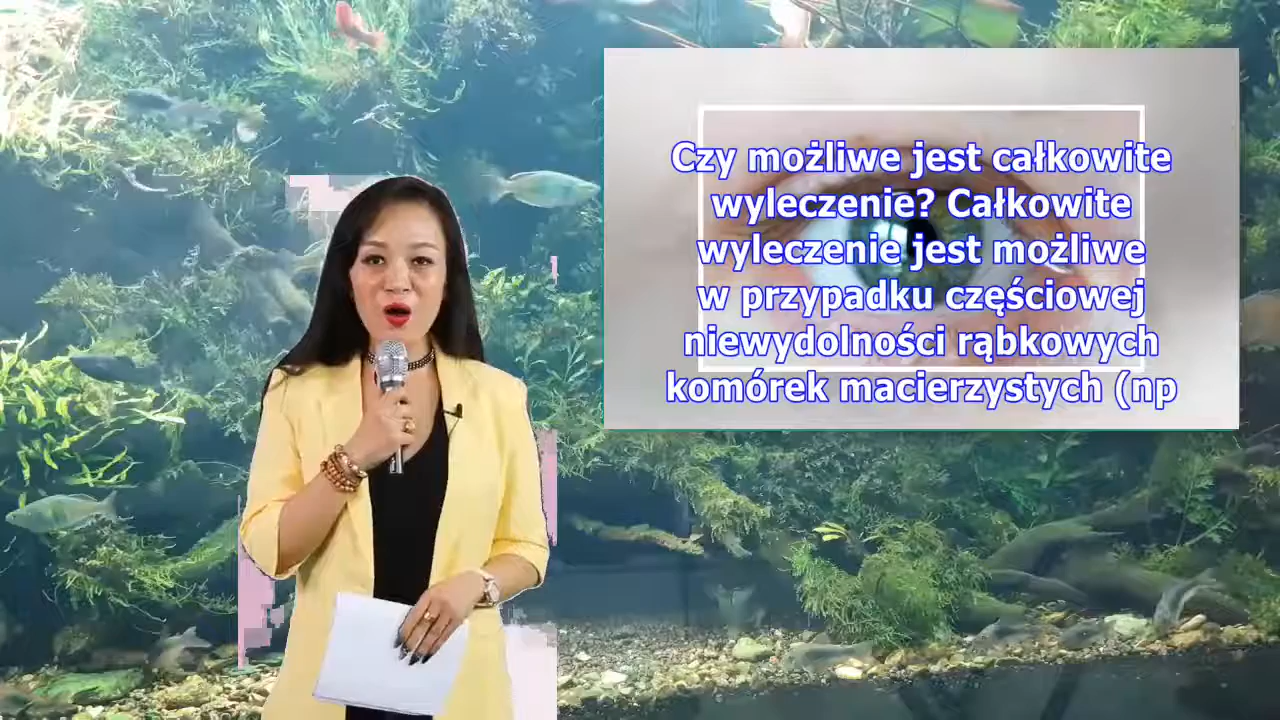 Czy możliwe jest całkowite
wyleczenie? Całkowite
wyleczenie jest możliwe
w przypadku częściowej
niewydolności rąbkowych
komórek macierzystych (np